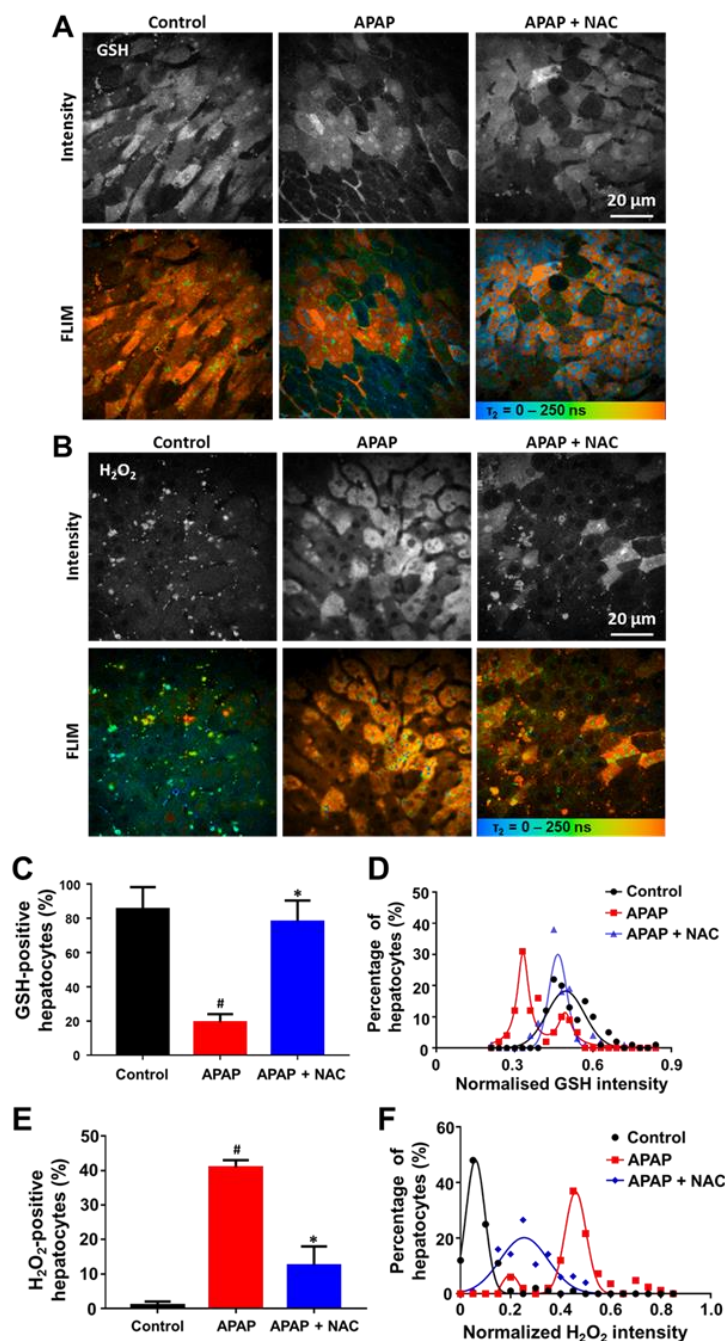 A
Control
APAP
APAP + NAC
GSH
Intensity
20 µm
FLIM
τ₂ = 0 – 250 ns
B
Control
APAP
APAP + NAC
H₂O₂
Intensity
20 µm
FLIM
τ₂ = 0 – 250 ns
C
GSH-positive
hepatocytes (%)
100
80
60
40
20
0
#
*
Control
APAP
APAP + NAC
D
Percentage of
hepatocytes (%)
50
40
30
20
10
0
Control
APAP
APAP + NAC
0.3
0.6
0.9
Normalised GSH intensity
E
H₂O₂-positive
hepatocytes (%)
50
40
30
20
10
0
#
*
Control
APAP
APAP + NAC
F
Percentage of
hepatocytes (%)
60
40
20
0
Control
APAP
APAP + NAC
0
0.2
0.4
0.6
0.8
1.0
Normalized H₂O₂ intensity